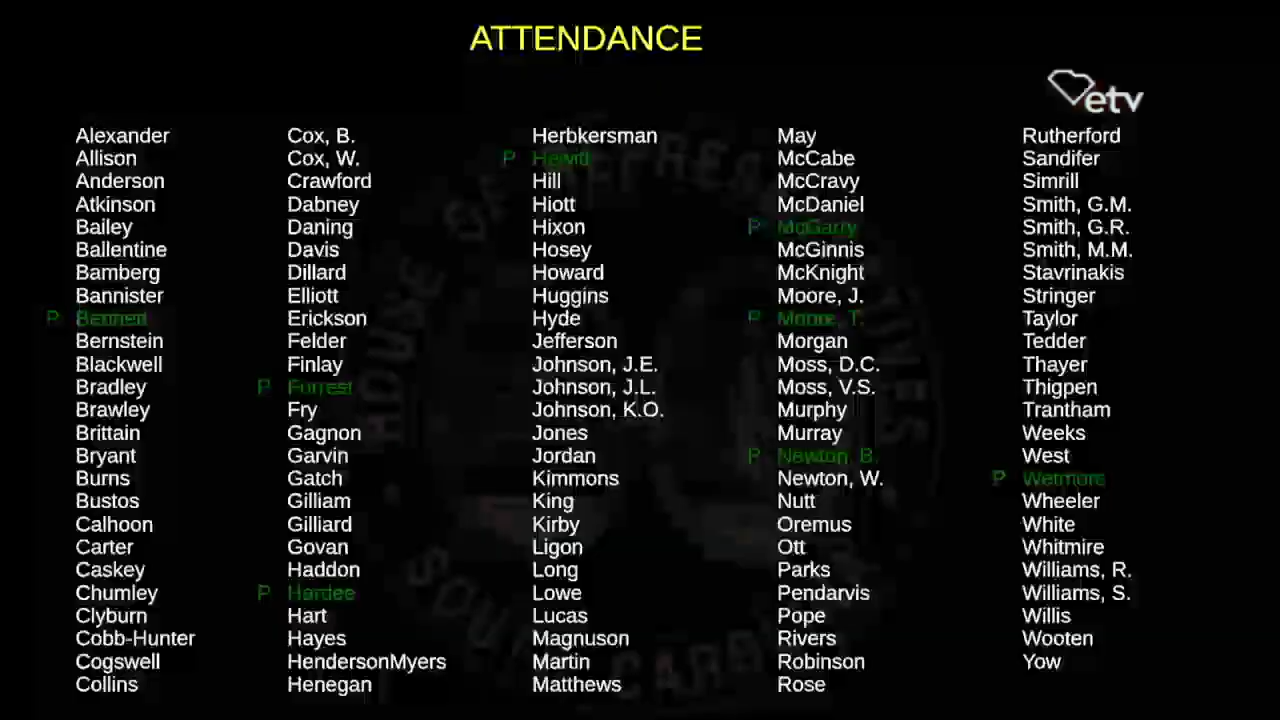 ATTENDANCE
etv
Alexander
Allison
Anderson
Atkinson
Bailey
Ballentine
Bamberg
Bannister
P Bennett
Bernstein
Blackwell
Bradley
Brawley
Brittain
Bryant
Burns
Bustos
Calhoon
Carter
Caskey
Chumley
Clyburn
Cobb-Hunter
Cogswell
Collins
Cox, B.
Cox, W.
Crawford
Dabney
Daning
Davis
Dillard
Elliott
Erickson
Felder
Finlay
P Forrest
Fry
Gagnon
Garvin
Gatch
Gilliam
Gilliard
Govan
Haddon
P Hardee
Hart
Hayes
HendersonMyers
Henegan
Herbkersman
P Hewitt
Hill
Hiott
Hixon
Hosey
Howard
Huggins
Hyde
Jefferson
Johnson, J.E.
Johnson, J.L.
Johnson, K.O.
Jones
Jordan
Kimmons
King
Kirby
Ligon
Long
Lowe
Lucas
Magnuson
Martin
Matthews
May
McCabe
McCravy
McDaniel
P McGarry
McGinnis
McKnight
Moore, J.
P Moore, T.
Morgan
Moss, D.C.
Moss, V.S.
Murphy
Murray
P Newton, B.
Newton, W.
Nutt
Oremus
Ott
Parks
Pendarvis
Pope
Rivers
Robinson
Rose
Rutherford
Sandifer
Simrill
Smith, G.M.
Smith, G.R.
Smith, M.M.
Stavrinakis
Stringer
Taylor
Tedder
Thayer
Thigpen
Trantham
Weeks
West
P Wetmore
Wheeler
White
Whitmire
Williams, R.
Williams, S.
Willis
Wooten
Yow
HOUSE OF
SOUTH CAROLINA